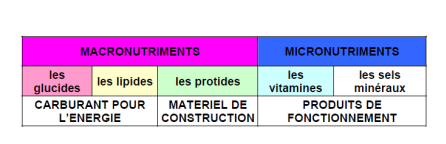 MACRONUTRIMENTS MICRONUTRIMENTS
les glucides les lipides les protides les vitamines les sels minéraux
CARBURANT POUR L'ENERGIE MATERIEL DE CONSTRUCTION PRODUITS DE FONCTIONNEMENT